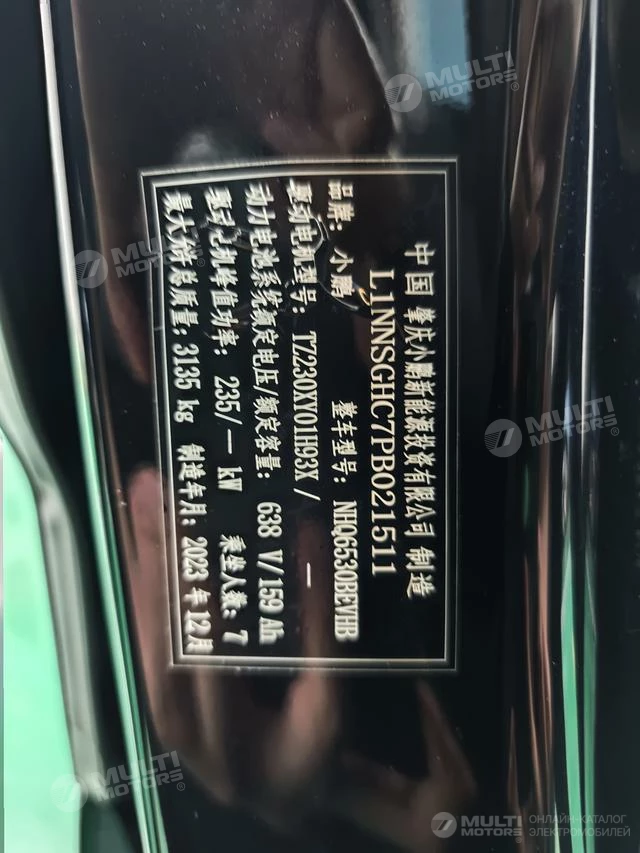 中国 肇庆小鹏新能源投资有限公司 制造
L1NNSGHC7PB021511
品牌: 小鹏 整车型号: NHQ6530BEVHB
驱动电机型号: TZ230XY01H93X / —
动力电池系统额定电压/额定容量: 638 V/159 Ah
驱动电机峰值功率: 235/— kW 乘坐人数: 7
最大允许总质量: 3135 kg 制造年月: 2023 年 12月
MULTI MOTORS®
MULTI MOTORS®
MULTI MOTORS®
MULTI MOTORS®
MULTI MOTORS® ОНЛАЙН-КАТАЛОГ ЭЛЕКТРОМОБИЛЕЙ